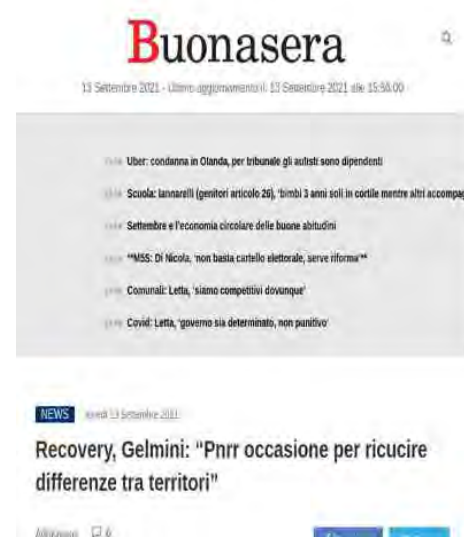 Buonasera
13 Settembre 2021 - Ultimo aggiornamento il: 13 Settembre 2021 alle
Uber: condanna in Olanda, per tribunale gli autisti sono dipendenti
Scuola: Iannarelli (genitori articolo 26), 'bimbi 3 anni soli in cortile mentre altri accompag
Settembre e l'economia circolare delle buone abitudini
**M5S: Di Nicola, 'non basta cartello elettorale, serve riforma'**
Comunali: Letta, 'siamo competitivi dovunque'
Covid: Letta, 'governo sia determinato, non punitivo'
NEWS lunedì 13 Settembre 2021
Recovery, Gelmini: “Pnrr occasione per ricucire
differenze tra territori”